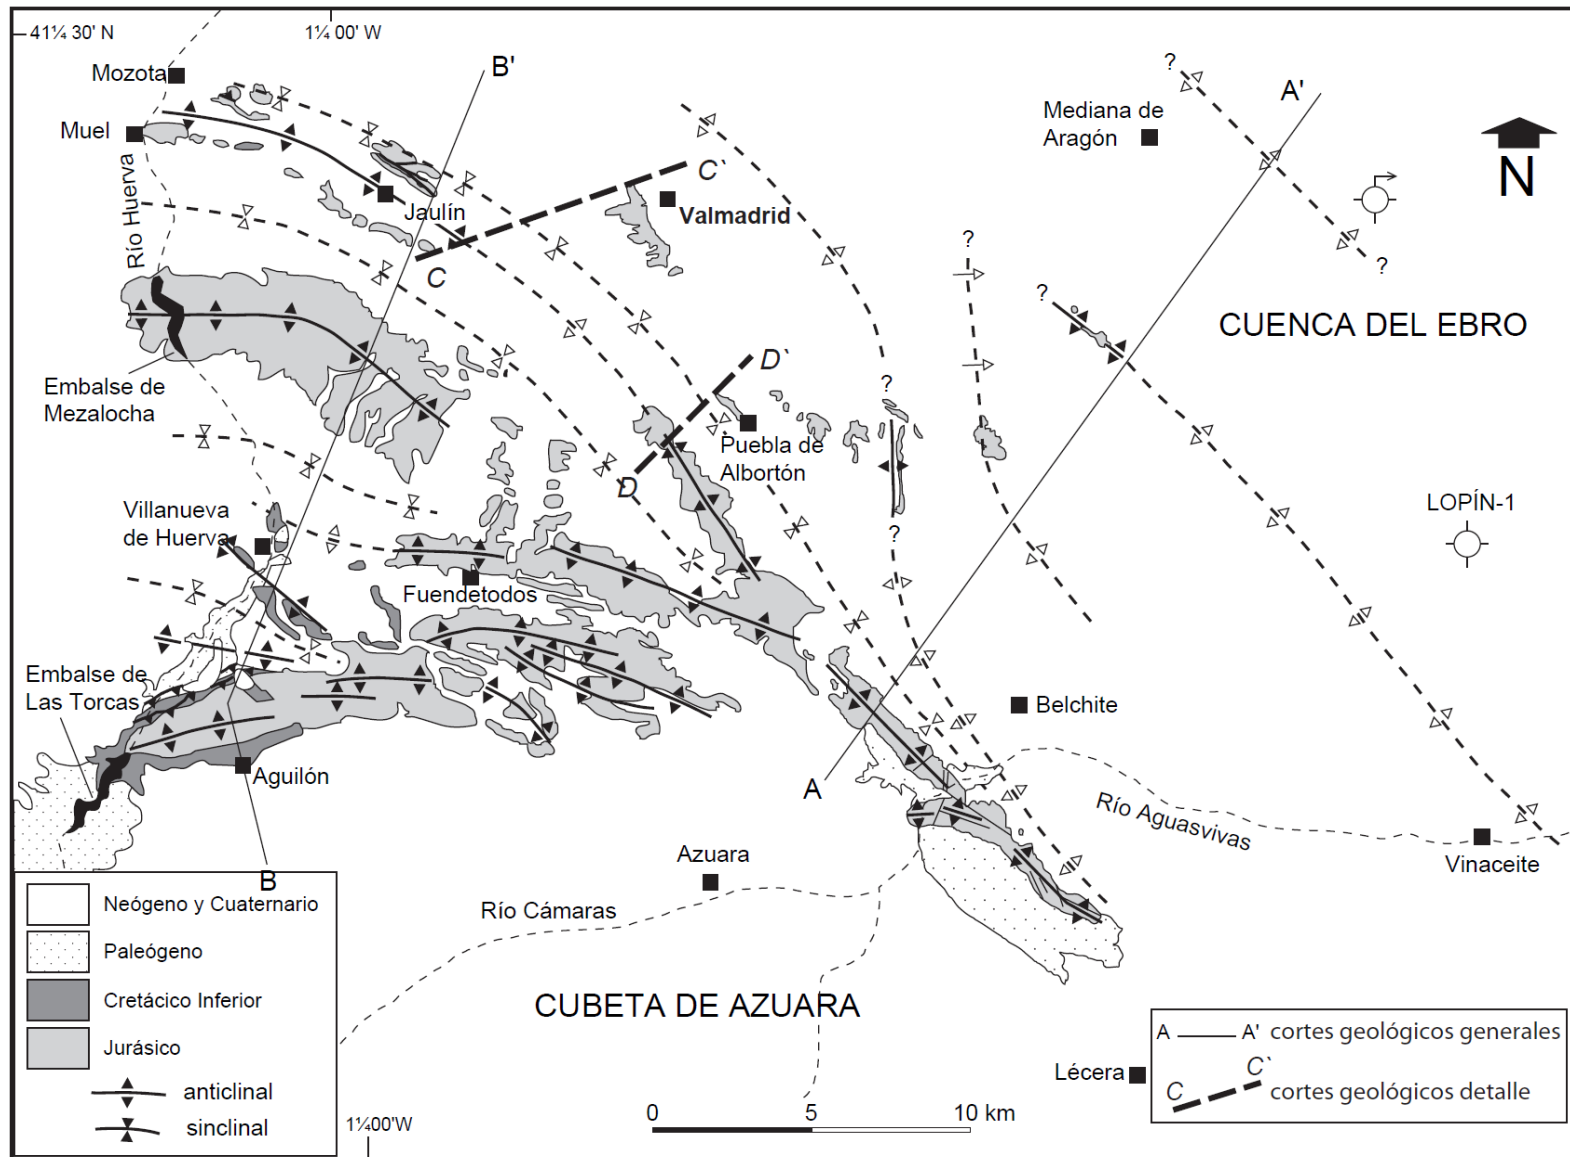 41¼ 30' N
1¼ 00' W
Mozota
B'
?
A'
Mediana de
Aragón
Muel
N
Río Huerva
C`
Jaulín
Valmadrid
C
?
?
?
CUENCA DEL EBRO
Embalse de
Mezalocha
D`
?
Puebla de
Albortón
D
Villanueva
de Huerva
LOPÍN-1
?
Fuendetodos
Embalse de
Las Torcas
Belchite
Aguilón
A
Río Aguasvivas
Vinaceite
Azuara
B
Río Cámaras
Neógeno y Cuaternario
Paleógeno
Cretácico Inferior
Jurásico
anticlinal
sinclinal
CUBETA DE AZUARA
1¼00'W
0 5 10 km
Lécera
A A' cortes geológicos generales
C C` cortes geológicos detalle